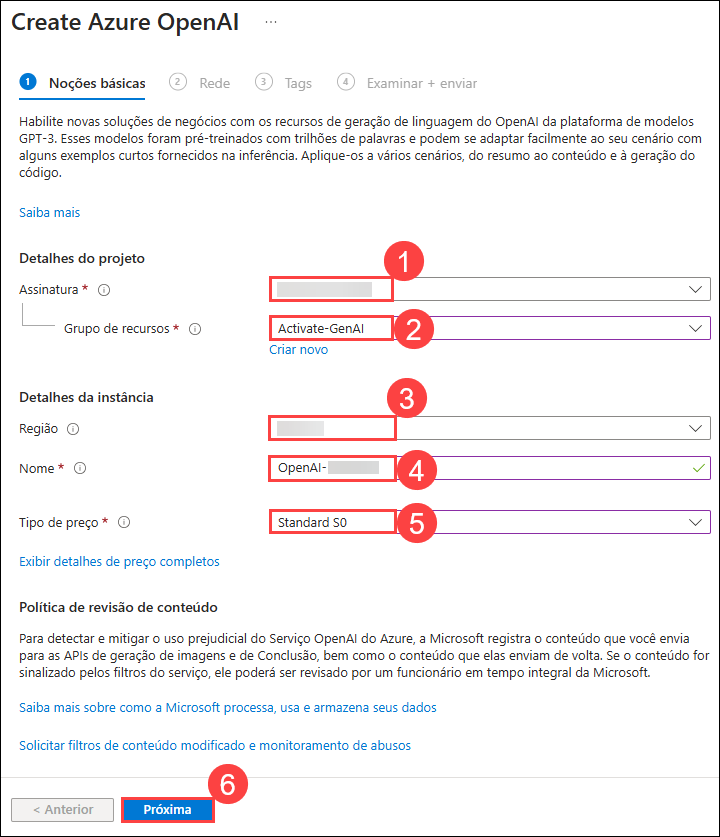 Create Azure OpenAI ...
1 Noções básicas 2 Rede 3 Tags 4 Examinar + enviar
Habilite novas soluções de negócios com os recursos de geração de linguagem do OpenAI da plataforma de modelos
GPT-3. Esses modelos foram pré-treinados com trilhões de palavras e podem se adaptar facilmente ao seu cenário com
alguns exemplos curtos fornecidos na inferência. Aplique-os a vários cenários, do resumo ao conteúdo e à geração do
código.
Saiba mais
Detalhes do projeto
1
Assinatura *
Grupo de recursos * Activate-GenAI 2
Criar novo
Detalhes da instância
3
Região
Nome * OpenAI- 4
Tipo de preço * Standard S0 5
Exibir detalhes de preço completos
Política de revisão de conteúdo
Para detectar e mitigar o uso prejudicial do Serviço OpenAI do Azure, a Microsoft registra o conteúdo que você envia
para as APIs de geração de imagens e de Conclusão, bem como o conteúdo que elas enviam de volta. Se o conteúdo for
sinalizado pelos filtros do serviço, ele poderá ser revisado por um funcionário em tempo integral da Microsoft.
Saiba mais sobre como a Microsoft processa, usa e armazena seus dados
Solicitar filtros de conteúdo modificado e monitoramento de abusos
6
< Anterior Próxima